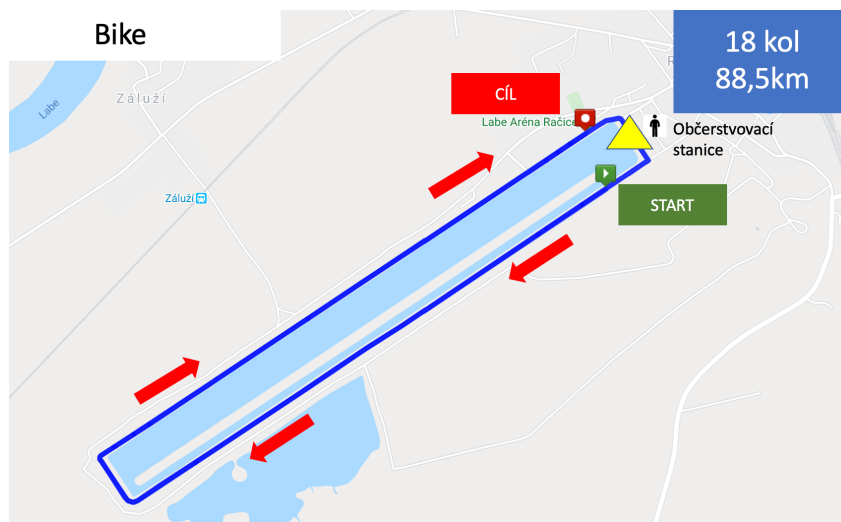 Bike
18 kol
88,5km
Labe
Záluží
CÍL
R
Labe Aréna Račice
Občerstvovací
stanice
Záluží
START